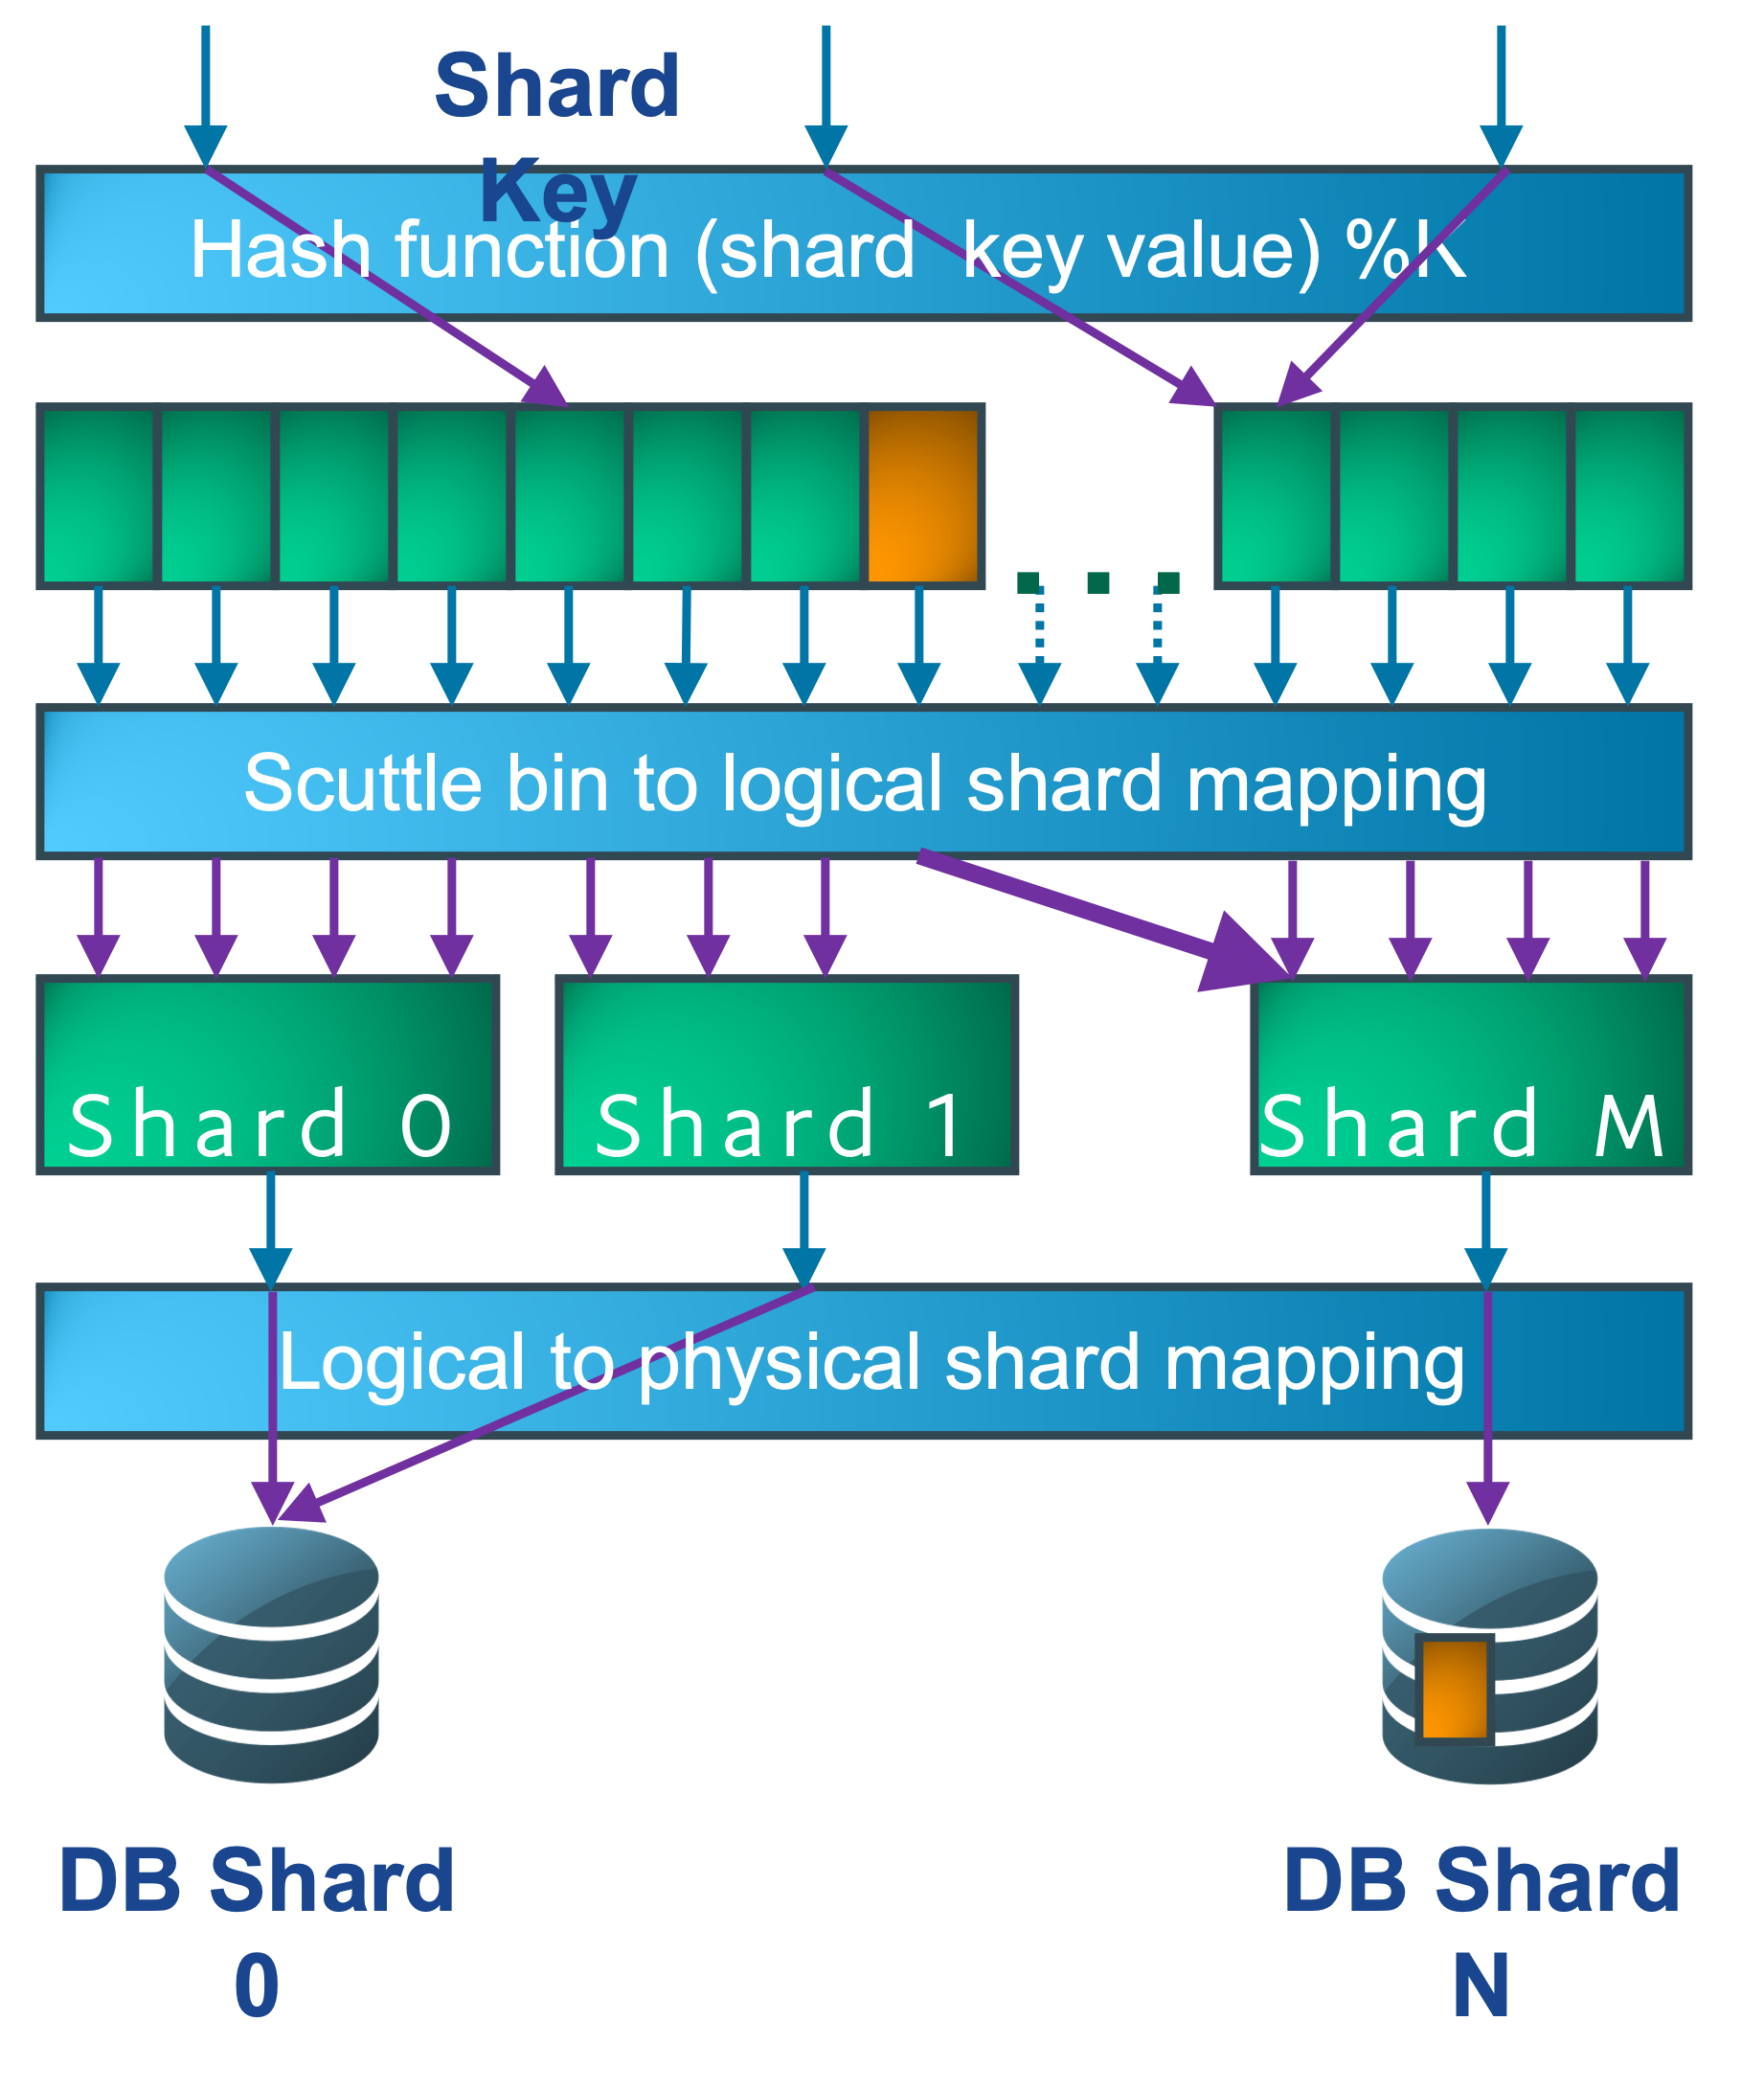 Shard
Key
Hash function (shard key value) %K
Scuttle bin to logical shard mapping
Shard 0
Shard 1
Shard M
Logical to physical shard mapping
DB Shard
0
DB Shard
N